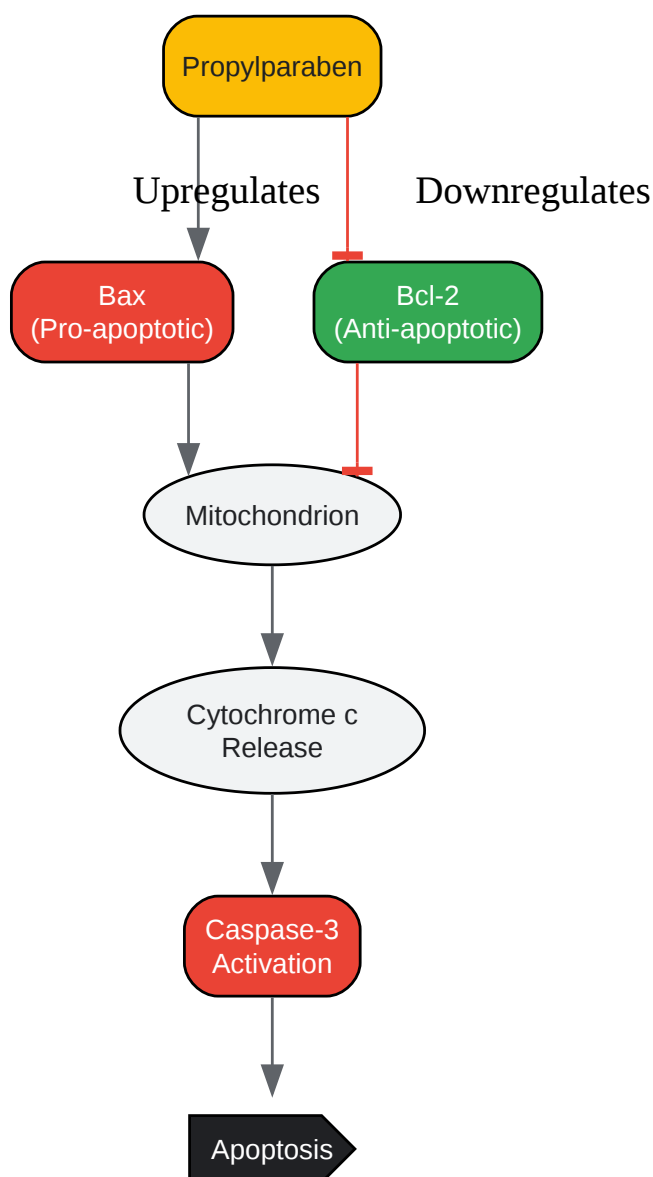 Propylparaben
Upregulates
Downregulates
Bax
(Pro-apoptotic)
Bcl-2
(Anti-apoptotic)
Mitochondrion
Cytochrome c
Release
Caspase-3
Activation
Apoptosis